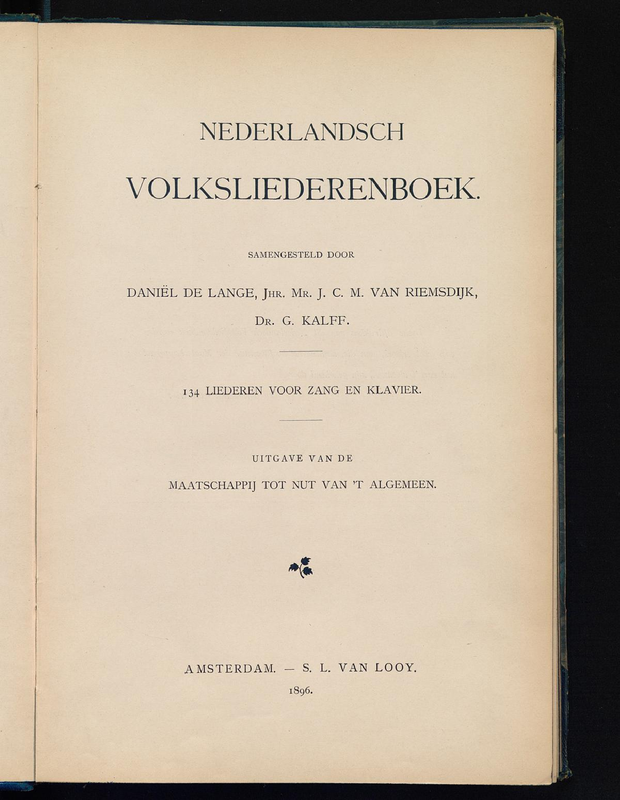 NEDERLANDSCH
VOLKSLIEDERENBOEK.
SAMENGESTELD DOOR
DANIËL DE LANGE, JHR. MR. J. C. M. VAN RIEMSDIJK,
DR. G. KALFF.
134 LIEDEREN VOOR ZANG EN KLAVIER.
UITGAVE VAN DE
MAATSCHAPPIJ TOT NUT VAN 'T ALGEMEEN.
AMSTERDAM. — S. L. VAN LOOY.
1896.